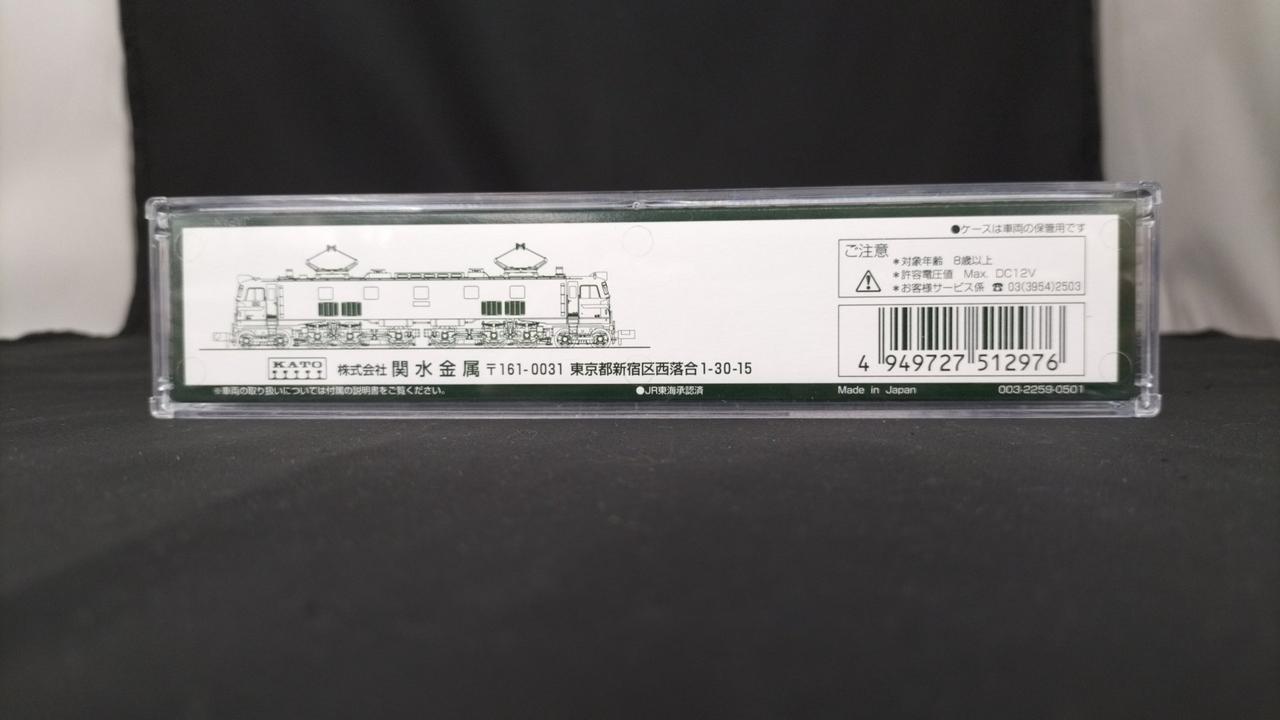 ●ケースは車両の保管用です
ご注意
＊対象年齢 8歳以上
＊許容電圧値 Max. DC12V
＊お客様サービス係 ☎ 03(3954)2503
4 949727 512976
KATO 株式会社 関水金属 〒161-0031 東京都新宿区西落合1-30-15
※車両の取り扱いについては付属の説明書をご覧ください。 ●JR東海承認済 Made in Japan 003-2259-0501